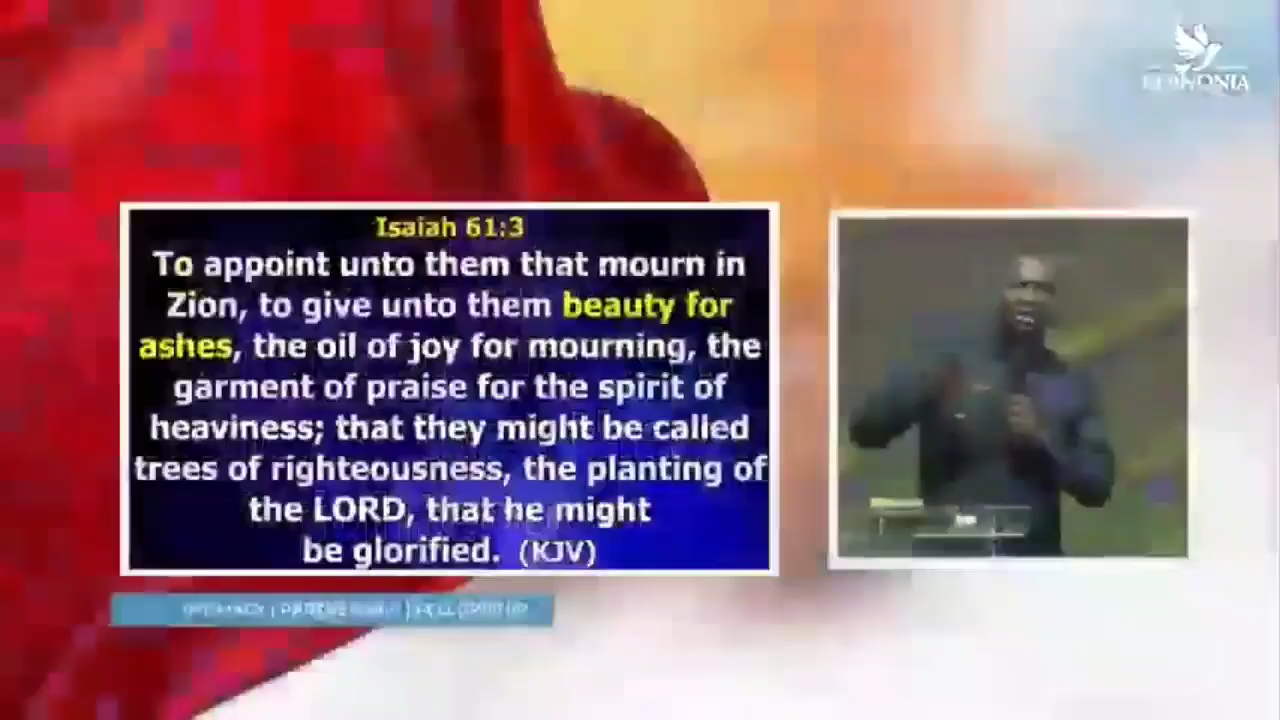 Isaiah 61:3
To appoint unto them that mourn in
Zion, to give unto them beauty for
ashes, the oil of joy for mourning, the
garment of praise for the spirit of
heaviness; that they might be called
trees of righteousness, the planting of
the LORD, that he might
be glorified. (KJV)